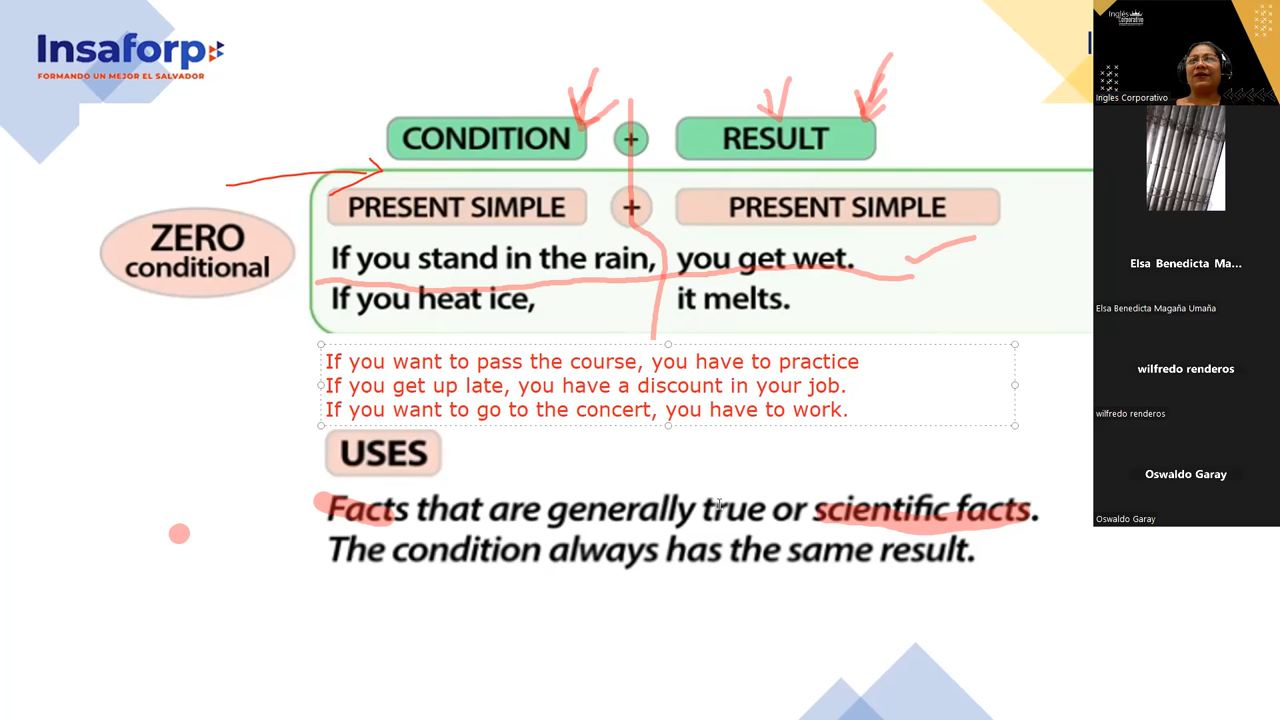 Insaforp
FORMANDO UN MEJOR EL SALVADOR
CONDITION + RESULT
PRESENT SIMPLE + PRESENT SIMPLE
ZERO
conditional
If you stand in the rain, you get wet.
If you heat ice, it melts.
If you want to pass the course, you have to practice
If you get up late, you have a discount in your job.
If you want to go to the concert, you have to work.
USES
Facts that are generally true or scientific facts.
The condition always has the same result.
I
Inglés
Corporativo
Ingles Corporativo
Elsa Benedicta Ma...
Elsa Benedicta Magaña Umaña
wilfredo renderos
wilfredo renderos
Oswaldo Garay
Oswaldo Garay